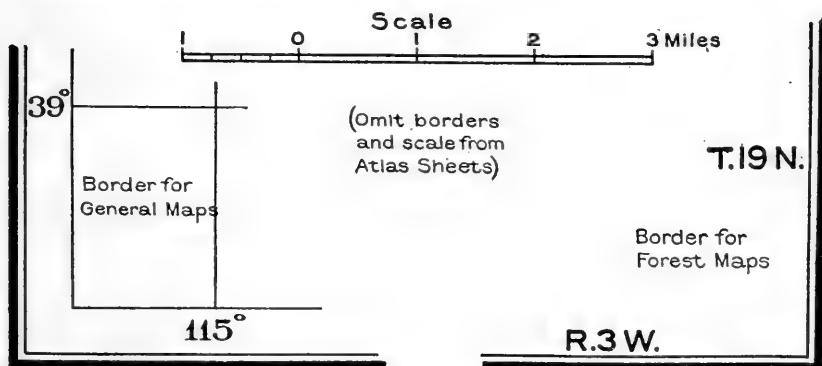 Scale
1 0 1 2 3 Miles
39°
(Omit borders
and scale from
Atlas Sheets)
T.19 N.
Border for
General Maps
Border for
Forest Maps
115°
R.3 W.